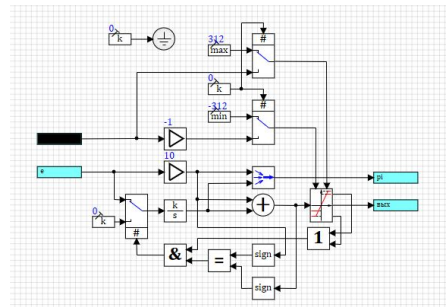 0
k
312
max
#
0
k
-312
min
#
-1
e
10
k
s
pi
+
вых
0
k
#
1
&
=
sign
sign